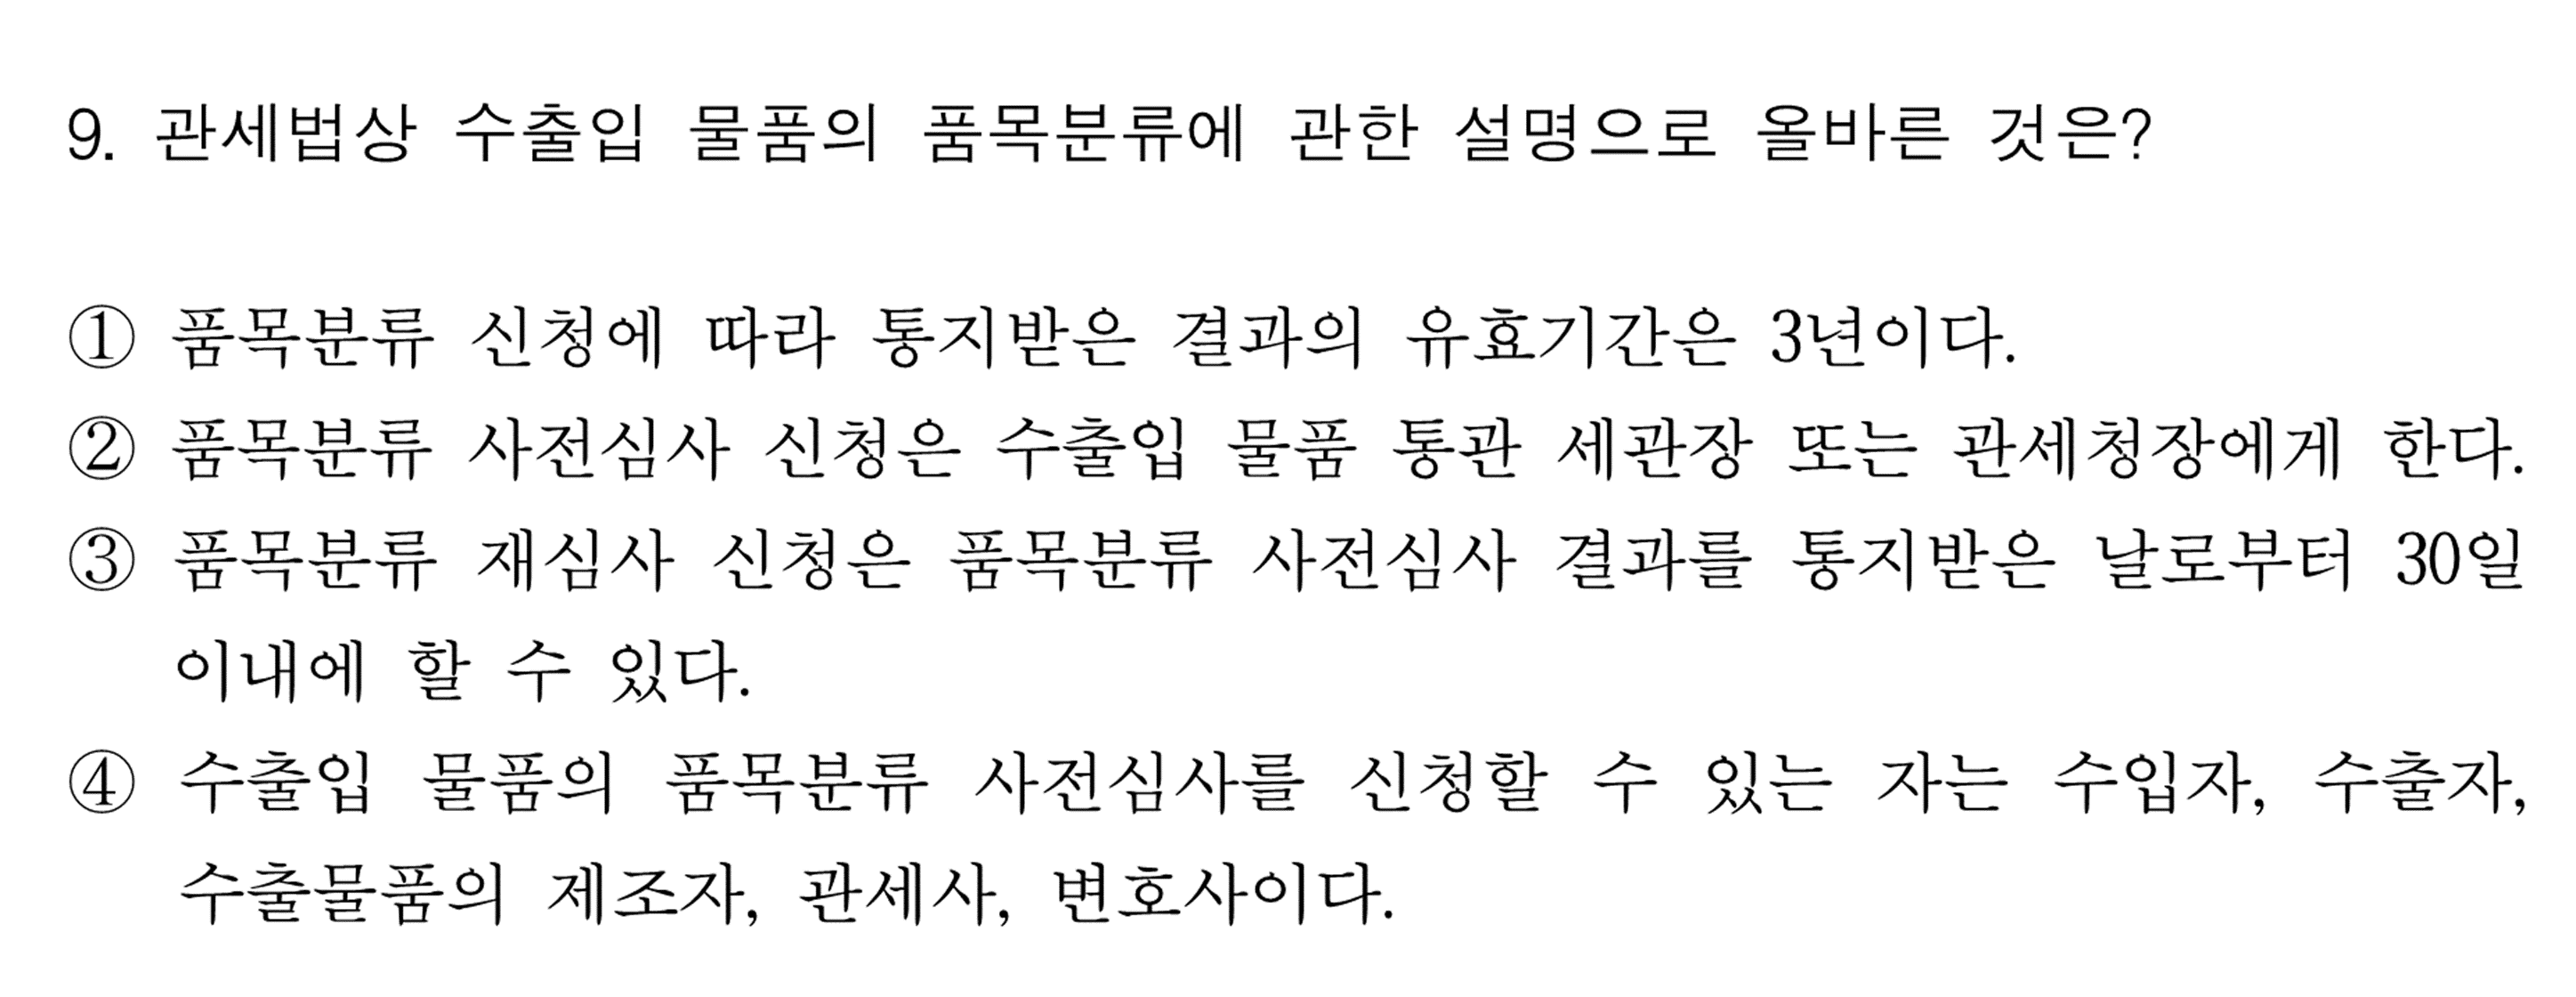 9. 관세법상 수출입 물품의 품목분류에 관한 설명으로 올바른 것은?
① 품목분류 신청에 따라 통지받은 결과의 유효기간은 3년이다.
② 품목분류 사전심사 신청은 수출입 물품 통관 세관장 또는 관세청장에게 한다.
③ 품목분류 재심사 신청은 품목분류 사전심사 결과를 통지받은 날로부터 30일
이내에 할 수 있다.
④ 수출입 물품의 품목분류 사전심사를 신청할 수 있는 자는 수입자, 수출자,
수출물품의 제조자, 관세사, 변호사이다.